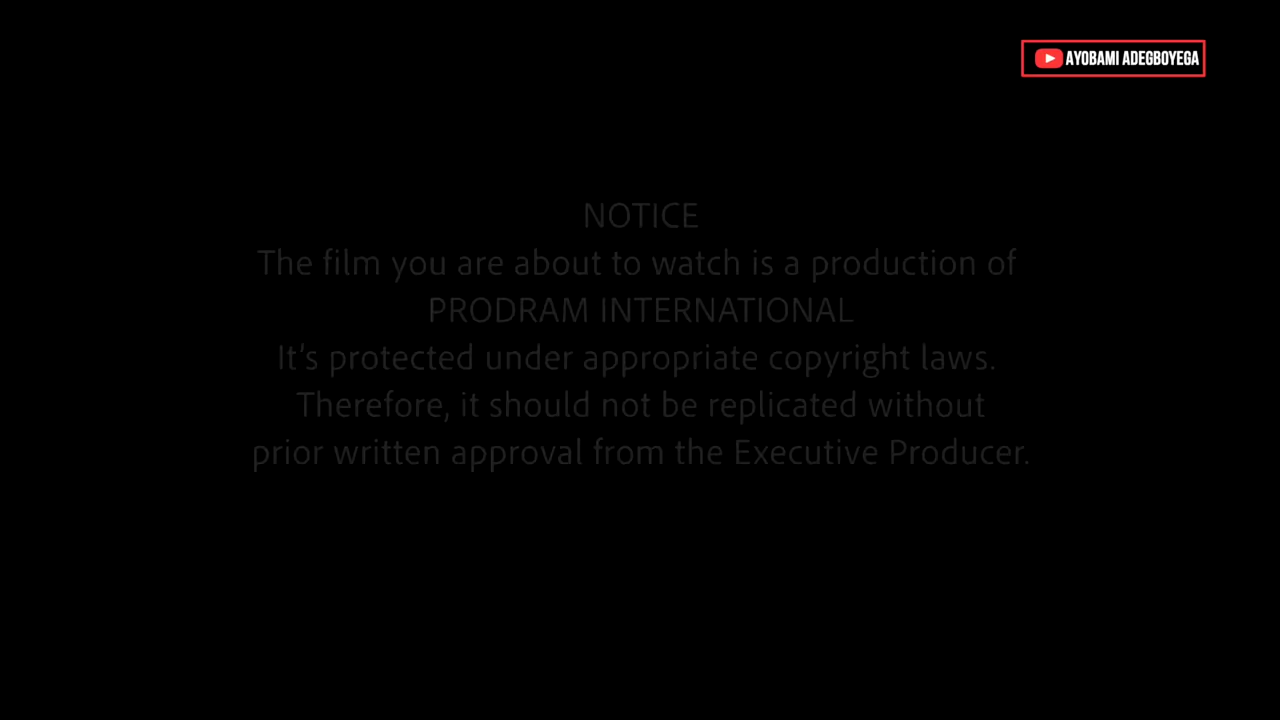 AYOBAMI ADEGBOYEGA
NOTICE
The film you are about to watch is a production of
PRODRAM INTERNATIONAL
It's protected under appropriate copyright laws.
Therefore, it should not be replicated without
prior written approval from the Executive Producer.